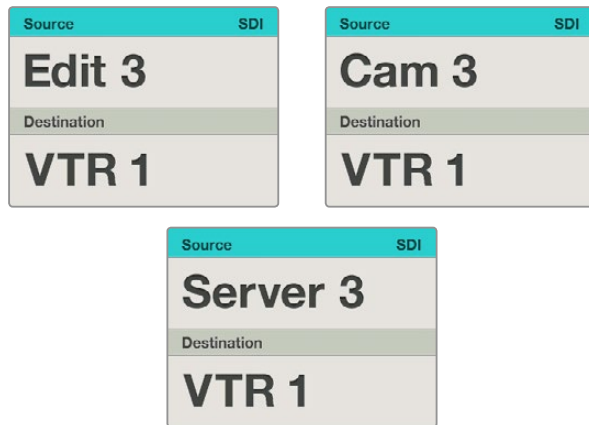 Source SDI
Edit 3
Destination
VTR 1
Source SDI
Cam 3
Destination
VTR 1
Source SDI
Server 3
Destination
VTR 1